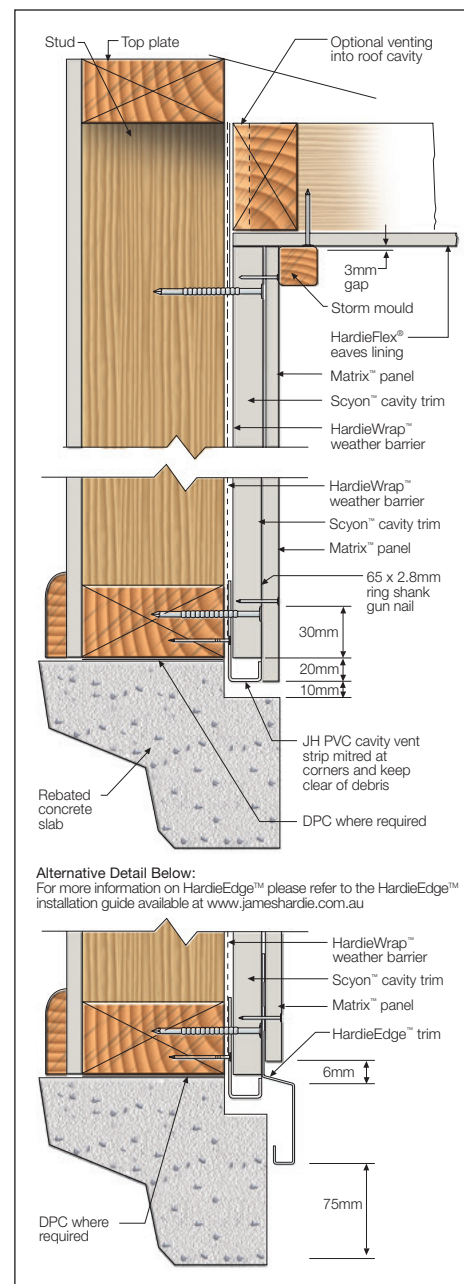 Stud
Top plate
Optional venting
into roof cavity
3mm
gap
Storm mould
HardieFlex®
eaves lining
Matrix™ panel
Scyon™ cavity trim
HardieWrap™
weather barrier
HardieWrap™
weather barrier
Scyon™ cavity trim
Matrix™ panel
65 x 2.8mm
ring shank
gun nail
30mm
20mm
10mm
JH PVC cavity vent
strip mitred at
corners and keep
clear of debris
Rebated
concrete
slab
DPC where required
Alternative Detail Below:
For more information on HardieEdge™ please refer to the HardieEdge™
installation guide available at www.jameshardie.com.au
HardieWrap™
weather barrier
Scyon™ cavity trim
Matrix™ panel
HardieEdge™ trim
6mm
75mm
DPC where
required